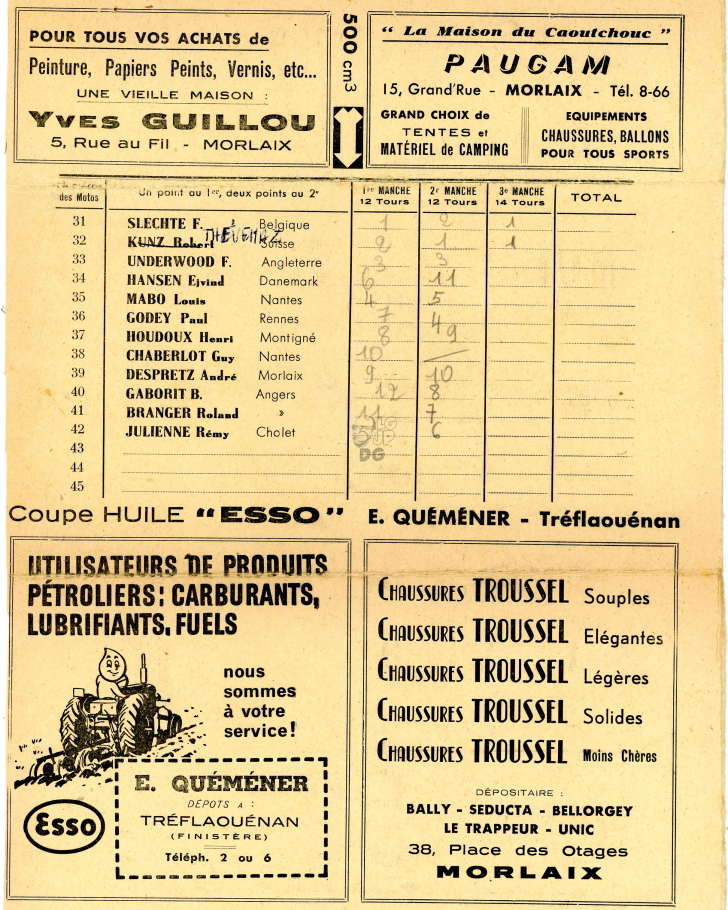 POUR TOUS VOS ACHATS de
Peinture, Papiers Peints, Vernis, etc...
UNE VIEILLE MAISON :
YVES GUILLOU
5, Rue au Fil - MORLAIX
500 cm3
" La Maison du Caoutchouc "
PAUGAM
15, Grand'Rue - MORLAIX - Tél. 8-66
GRAND CHOIX de
TENTES et
MATÉRIEL de CAMPING
EQUIPEMENTS
CHAUSSURES, BALLONS
POUR TOUS SPORTS
des Motos Un point au 1er, deux points au 2e 1re MANCHE 12 Tours 2e MANCHE 12 Tours 3e MANCHE 14 Tours TOTAL
31 SLECHTE F. Belgique 1 2 1
32 KUNZ Robert THEVENAZ Suisse 2 1 1
33 UNDERWOOD F. Angleterre 3 3
34 HANSEN Ejvind Danemark 6 11
35 MABO Louis Nantes 4 5
36 GODEY Paul Rennes 7 4
37 HOUDOUX Henri Montigné 8 9
38 CHABERLOT Guy Nantes 10 /
39 DESPRETZ André Morlaix 9 10
40 GABORIT B. Angers 12 8
41 BRANGER Roland » 11 7
42 JULIENNE Rémy Cholet 5 6
43 DG
44
45
Coupe HUILE "ESSO" E. QUÉMÉNER - Tréflaouénan
UTILISATEURS DE PRODUITS
PÉTROLIERS: CARBURANTS,
LUBRIFIANTS, FUELS
nous
sommes
à votre
service!
Esso
E. QUÉMÉNER
DÉPOTS A :
TRÉFLAOUÉNAN
(FINISTÈRE)
Téléph. 2 ou 6
CHAUSSURES TROUSSEL Souples
CHAUSSURES TROUSSEL Elégantes
CHAUSSURES TROUSSEL Légères
CHAUSSURES TROUSSEL Solides
CHAUSSURES TROUSSEL Moins Chères
DÉPOSITAIRE :
BALLY - SEDUCTA - BELLORGEY
LE TRAPPEUR - UNIC
38, Place des Otages
MORLAIX